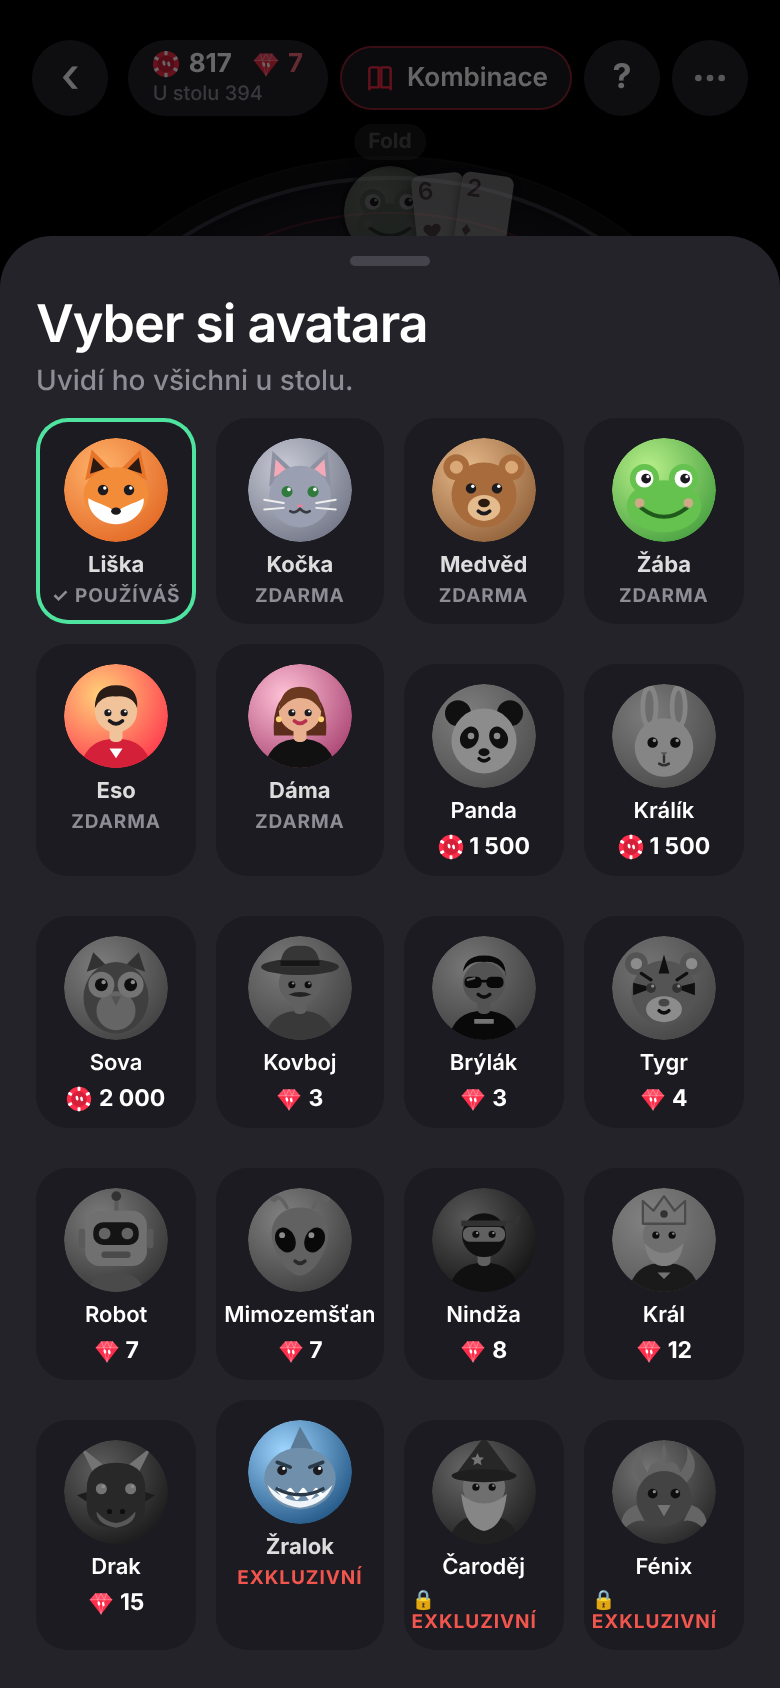 817 7
U stolu 394
Kombinace
?
Fold
6 2
Vyber si avatara
Uvidí ho všichni u stolu.
Liška Kočka Medvěd Žába
✓ POUŽÍVÁŠ ZDARMA ZDARMA ZDARMA
Eso Dáma
ZDARMA ZDARMA
Panda Králík
1 500 1 500
Sova Kovboj Brýlák Tygr
2 000 3 3 4
Robot Mimozemšťan Nindža Král
7 7 8 12
Drak Žralok Čaroděj Fénix
15 EXKLUZIVNÍ 🔒 EXKLUZIVNÍ 🔒 EXKLUZIVNÍ